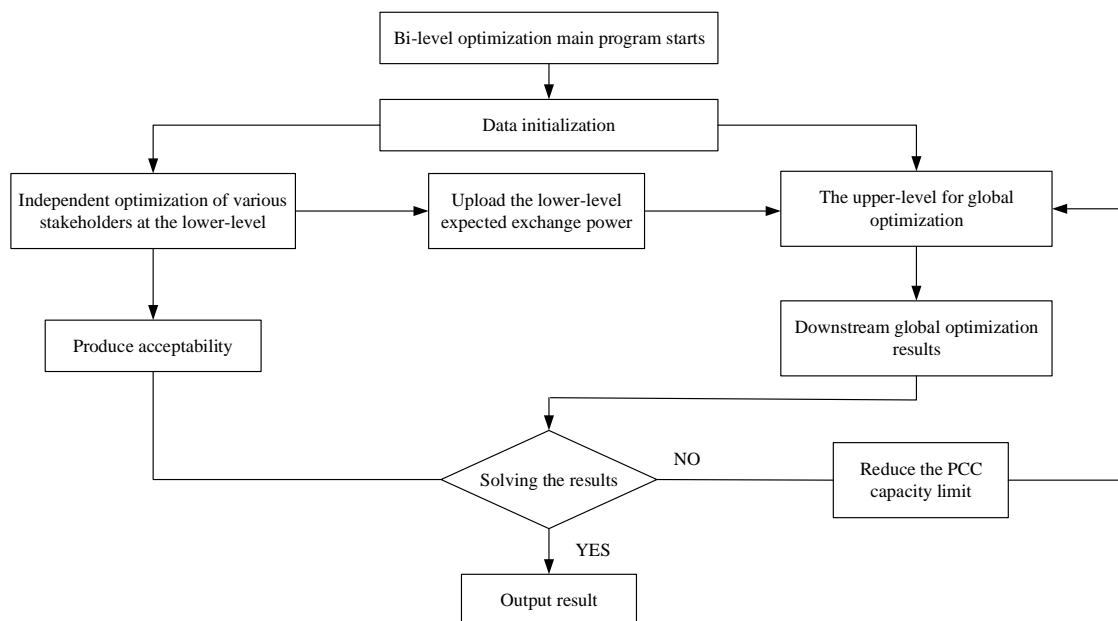 Bi-level optimization main program starts
Data initialization
Independent optimization of various
stakeholders at the lower-level
Upload the lower-level
expected exchange power
The upper-level for global
optimization
Produce acceptability
Downstream global optimization
results
Solving the results
NO
Reduce the PCC
capacity limit
YES
Output result